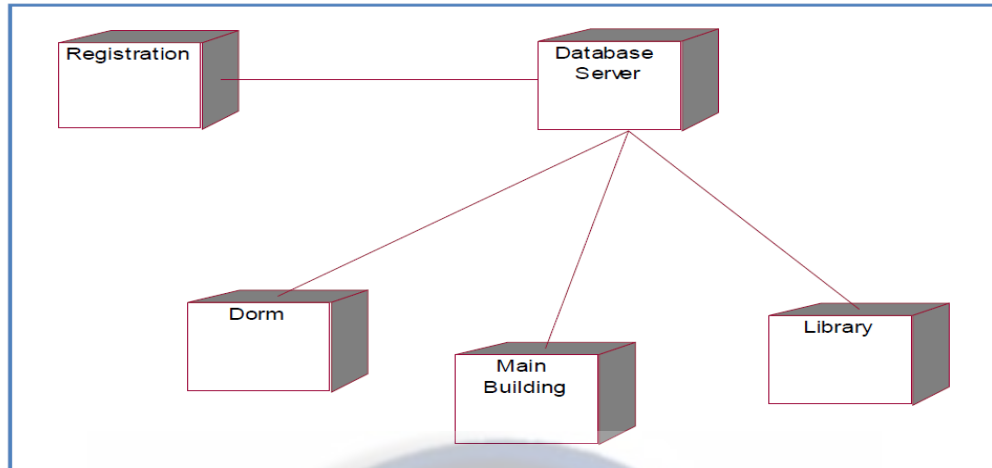 Registration
Database
Server
Dorm
Main
Building
Library